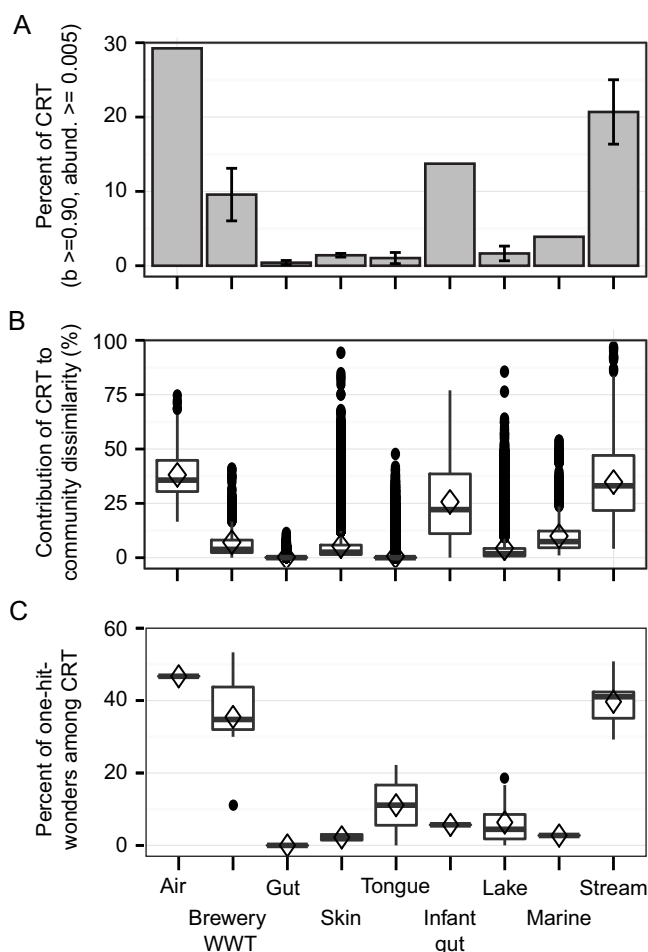 A
Percent of CRT
(b >=0.90, abund. >= 0.005)
30
20
10
0
B
Contribution of CRT to
community dissimilarity (%)
100
75
50
25
0
C
Percent of one-hit-
wonders among CRT
60
40
20
0
Air
Gut
Tongue
Lake
Stream
Brewery
WWT
Skin
Infant
gut
Marine